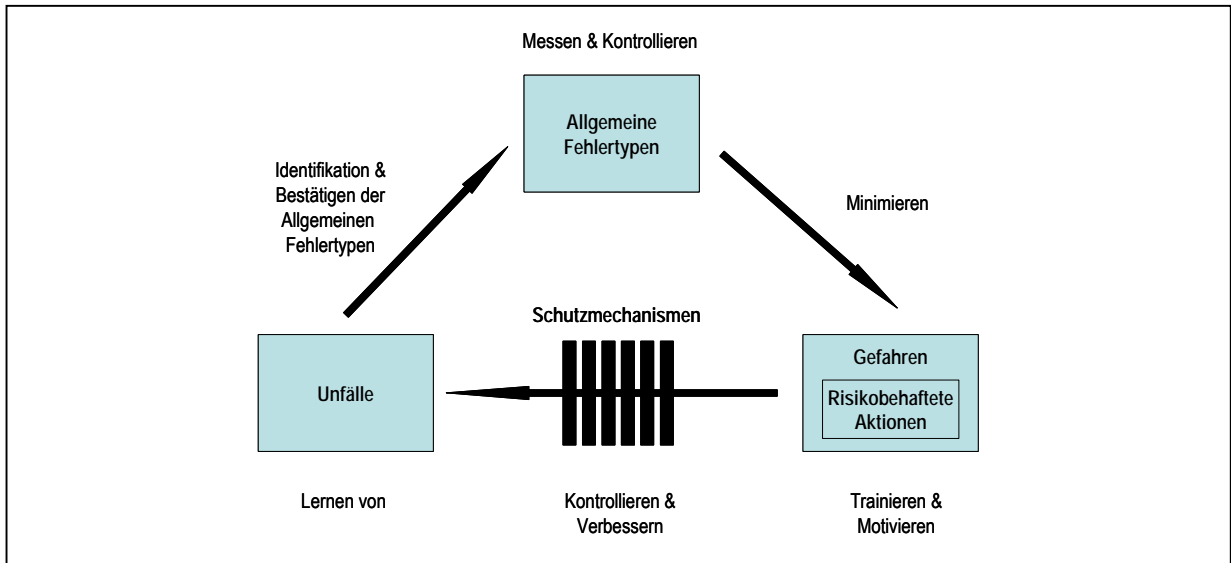 Messen & Kontrollieren
Allgemeine
Fehlertypen
Identifikation &
Bestätigen der
Allgemeinen
Fehlertypen
Minimieren
Schutzmechanismen
Unfälle
Gefahren
Risikobehaftete
Aktionen
Lernen von
Kontrollieren &
Verbessern
Trainieren &
Motivieren